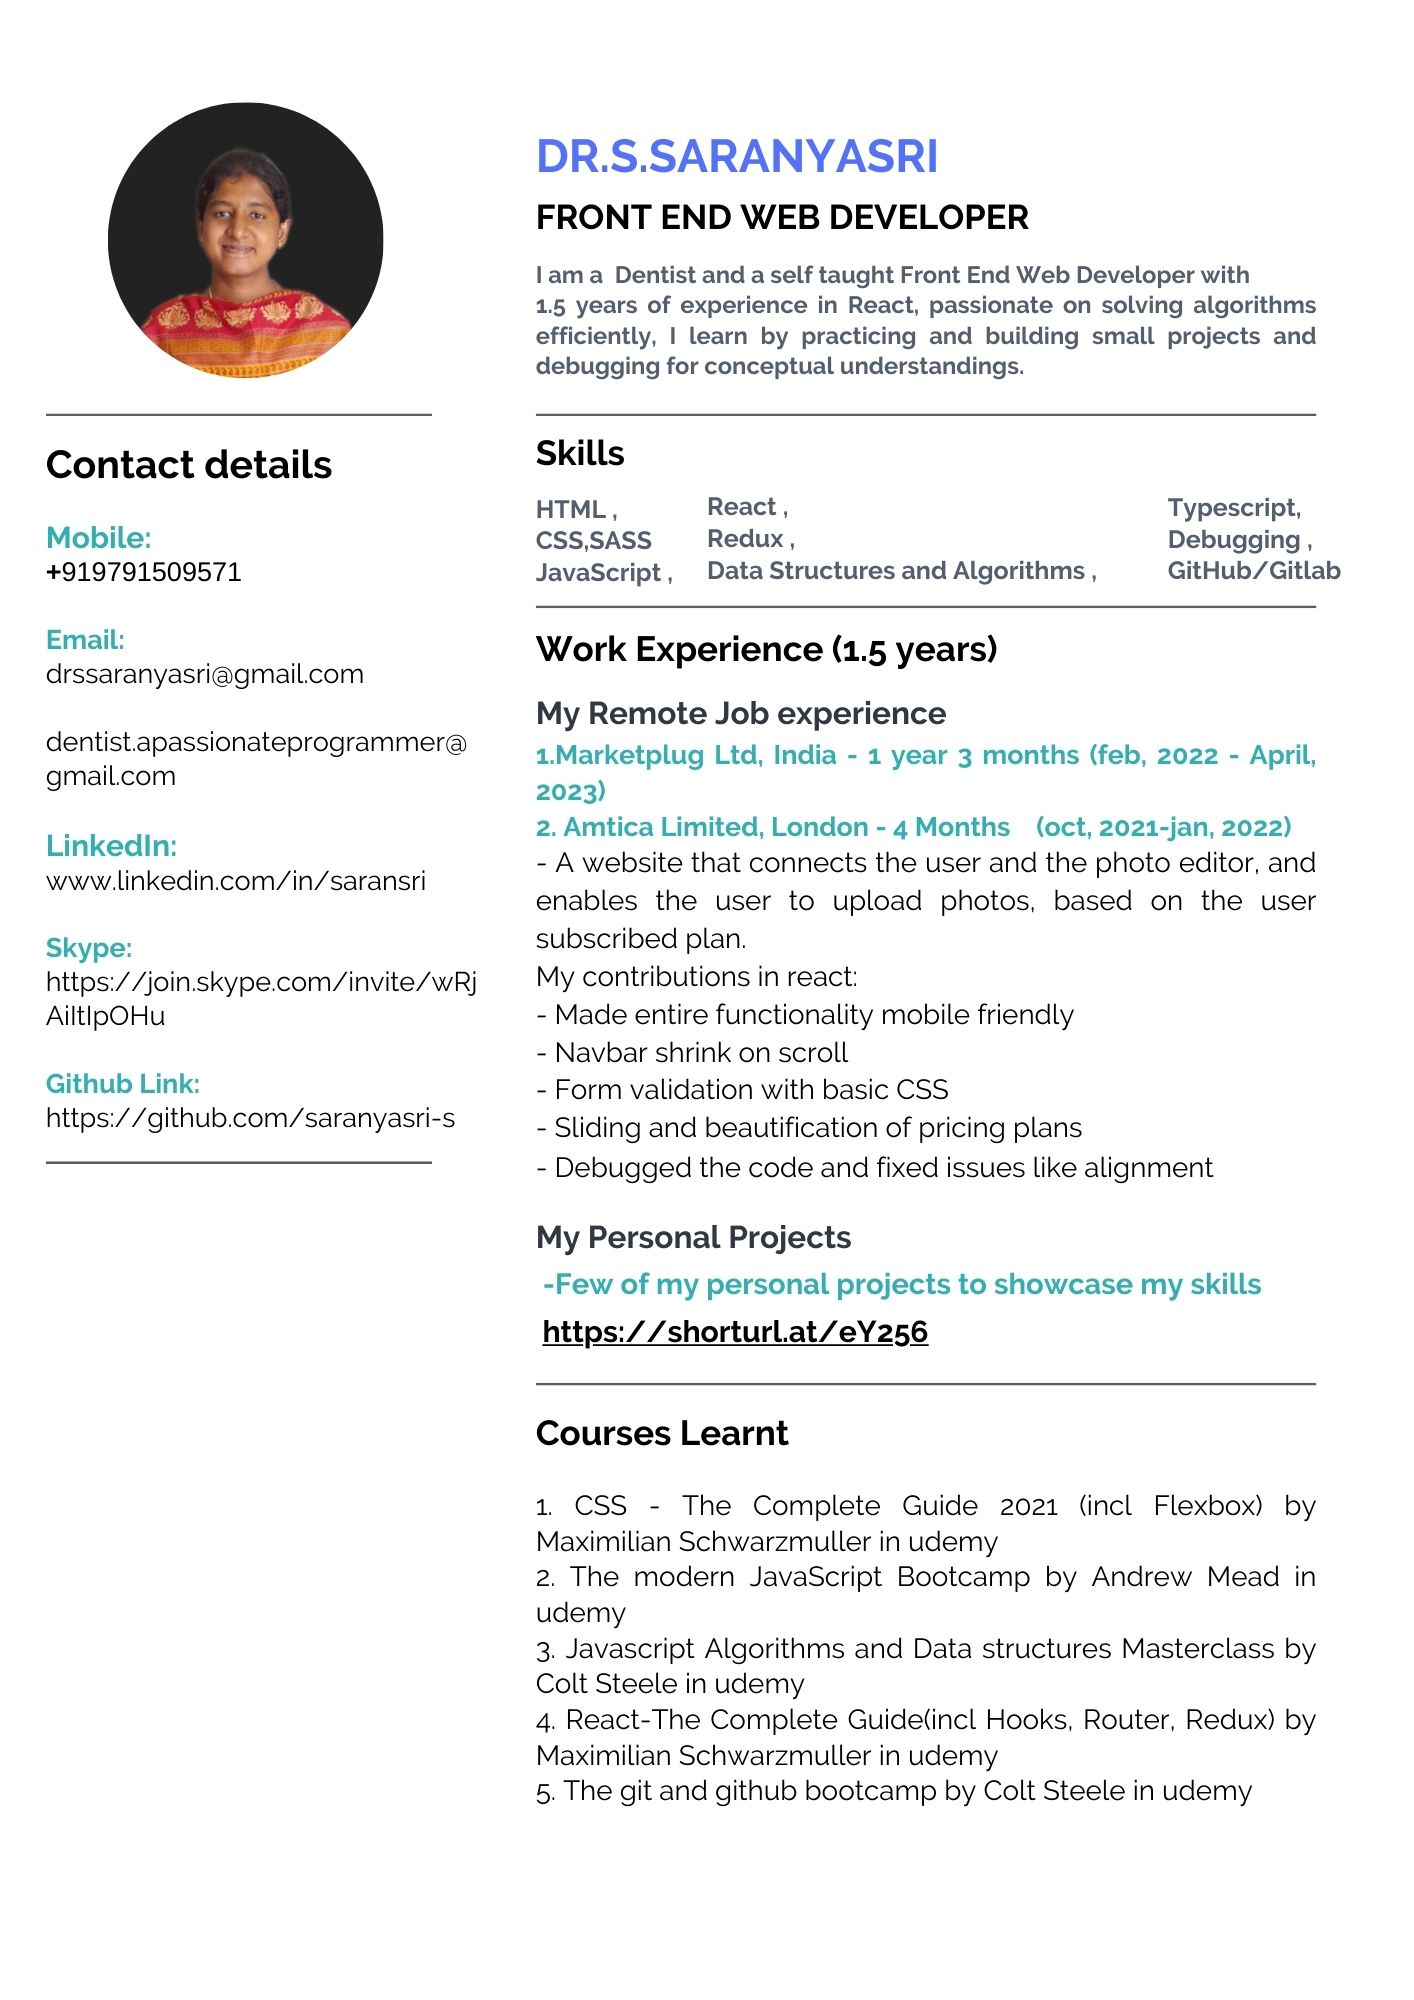 DR.S.SARANYASRI
FRONT END WEB DEVELOPER
I am a  Dentist and a self taught Front End Web Developer with
1.5 years of experience in React, passionate on solving algorithms
efficiently, I learn by practicing and building small projects and
debugging for conceptual understandings.
Contact details
Mobile:
+919791509571
Email:
drssaranyasri@gmail.com
dentist.apassionateprogrammer@
gmail.com
LinkedIn:
www.linkedin.com/in/saransri
Skype:
https://join.skype.com/invite/wRj
AiItIpOHu
Github Link:
https://github.com/saranyasri-s
Skills
HTML ,
CSS,SASS
JavaScript ,
React ,
Redux ,
Data Structures and Algorithms ,
Typescript,
Debugging ,
GitHub/Gitlab
Work Experience (1.5 years)
My Remote Job experience
1.Marketplug Ltd, India - 1 year 3 months (feb, 2022 - April,
2023)
2. Amtica Limited, London - 4 Months (oct, 2021-jan, 2022)
- A website that connects the user and the photo editor, and
enables the user to upload photos, based on the user
subscribed plan.
My contributions in react:
- Made entire functionality mobile friendly
- Navbar shrink on scroll
- Form validation with basic CSS
- Sliding and beautification of pricing plans
- Debugged the code and fixed issues like alignment
My Personal Projects
-Few of my personal projects to showcase my skills
https://shorturl.at/eY256
Courses Learnt
1. CSS - The Complete Guide 2021 (incl Flexbox) by
Maximilian Schwarzmuller in udemy
2. The modern JavaScript Bootcamp by Andrew Mead in
udemy
3. Javascript Algorithms and Data structures Masterclass by
Colt Steele in udemy
4. React-The Complete Guide(incl Hooks, Router, Redux) by
Maximilian Schwarzmuller in udemy
5. The git and github bootcamp by Colt Steele in udemy